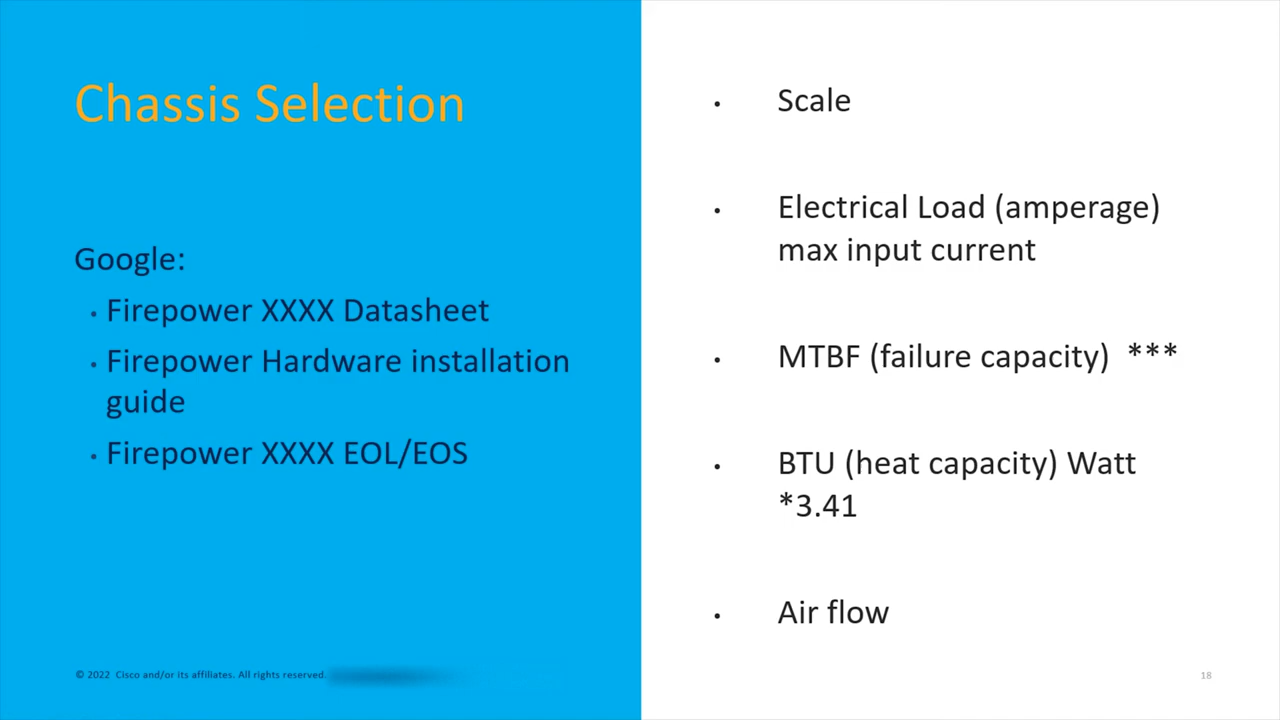 Chassis Selection
Google:
• Firepower XXXX Datasheet
• Firepower Hardware installation
guide
• Firepower XXXX EOL/EOS
© 2022 Cisco and/or its affiliates. All rights reserved.
• Scale
• Electrical Load (amperage)
max input current
• MTBF (failure capacity) ***
• BTU (heat capacity) Watt
*3.41
• Air flow
18